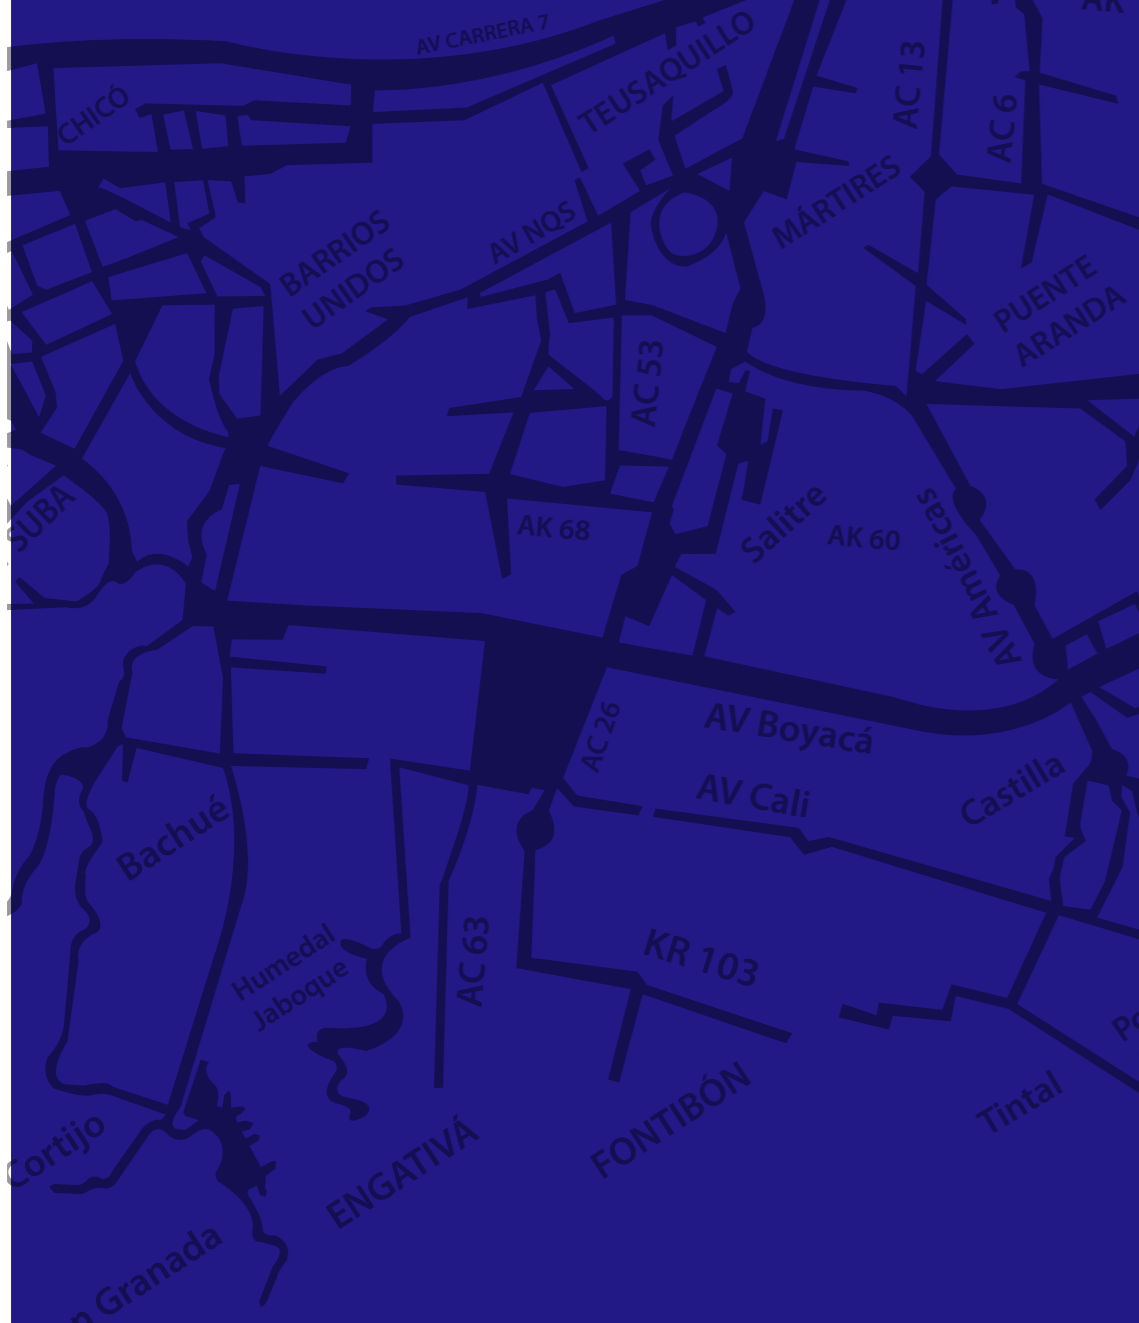 AV CARRERA 7
TEUSAQUILLO
AK
CHICÓ
AC 13
AC 6
MÁRTIRES
BARRIOS
UNIDOS
AV NQS
PUENTE
ARANDA
AC 53
SUBA
AK 68
Salitre
AK 60
AV Américas
AC 26
AV Boyacá
AV Cali
Castilla
Bachué
Humedal
Jaboque
AC 63
KR 103
Cortijo
ENGATIVÁ
FONTIBÓN
Tintal
Granada